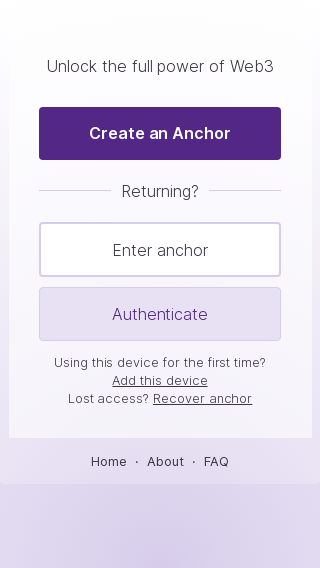 Unlock the full power of Web3
Create an Anchor
Returning?
Enter anchor
Authenticate
Using this device for the first time?
Add this device
Lost access? Recover anchor
Home · About · FAQ